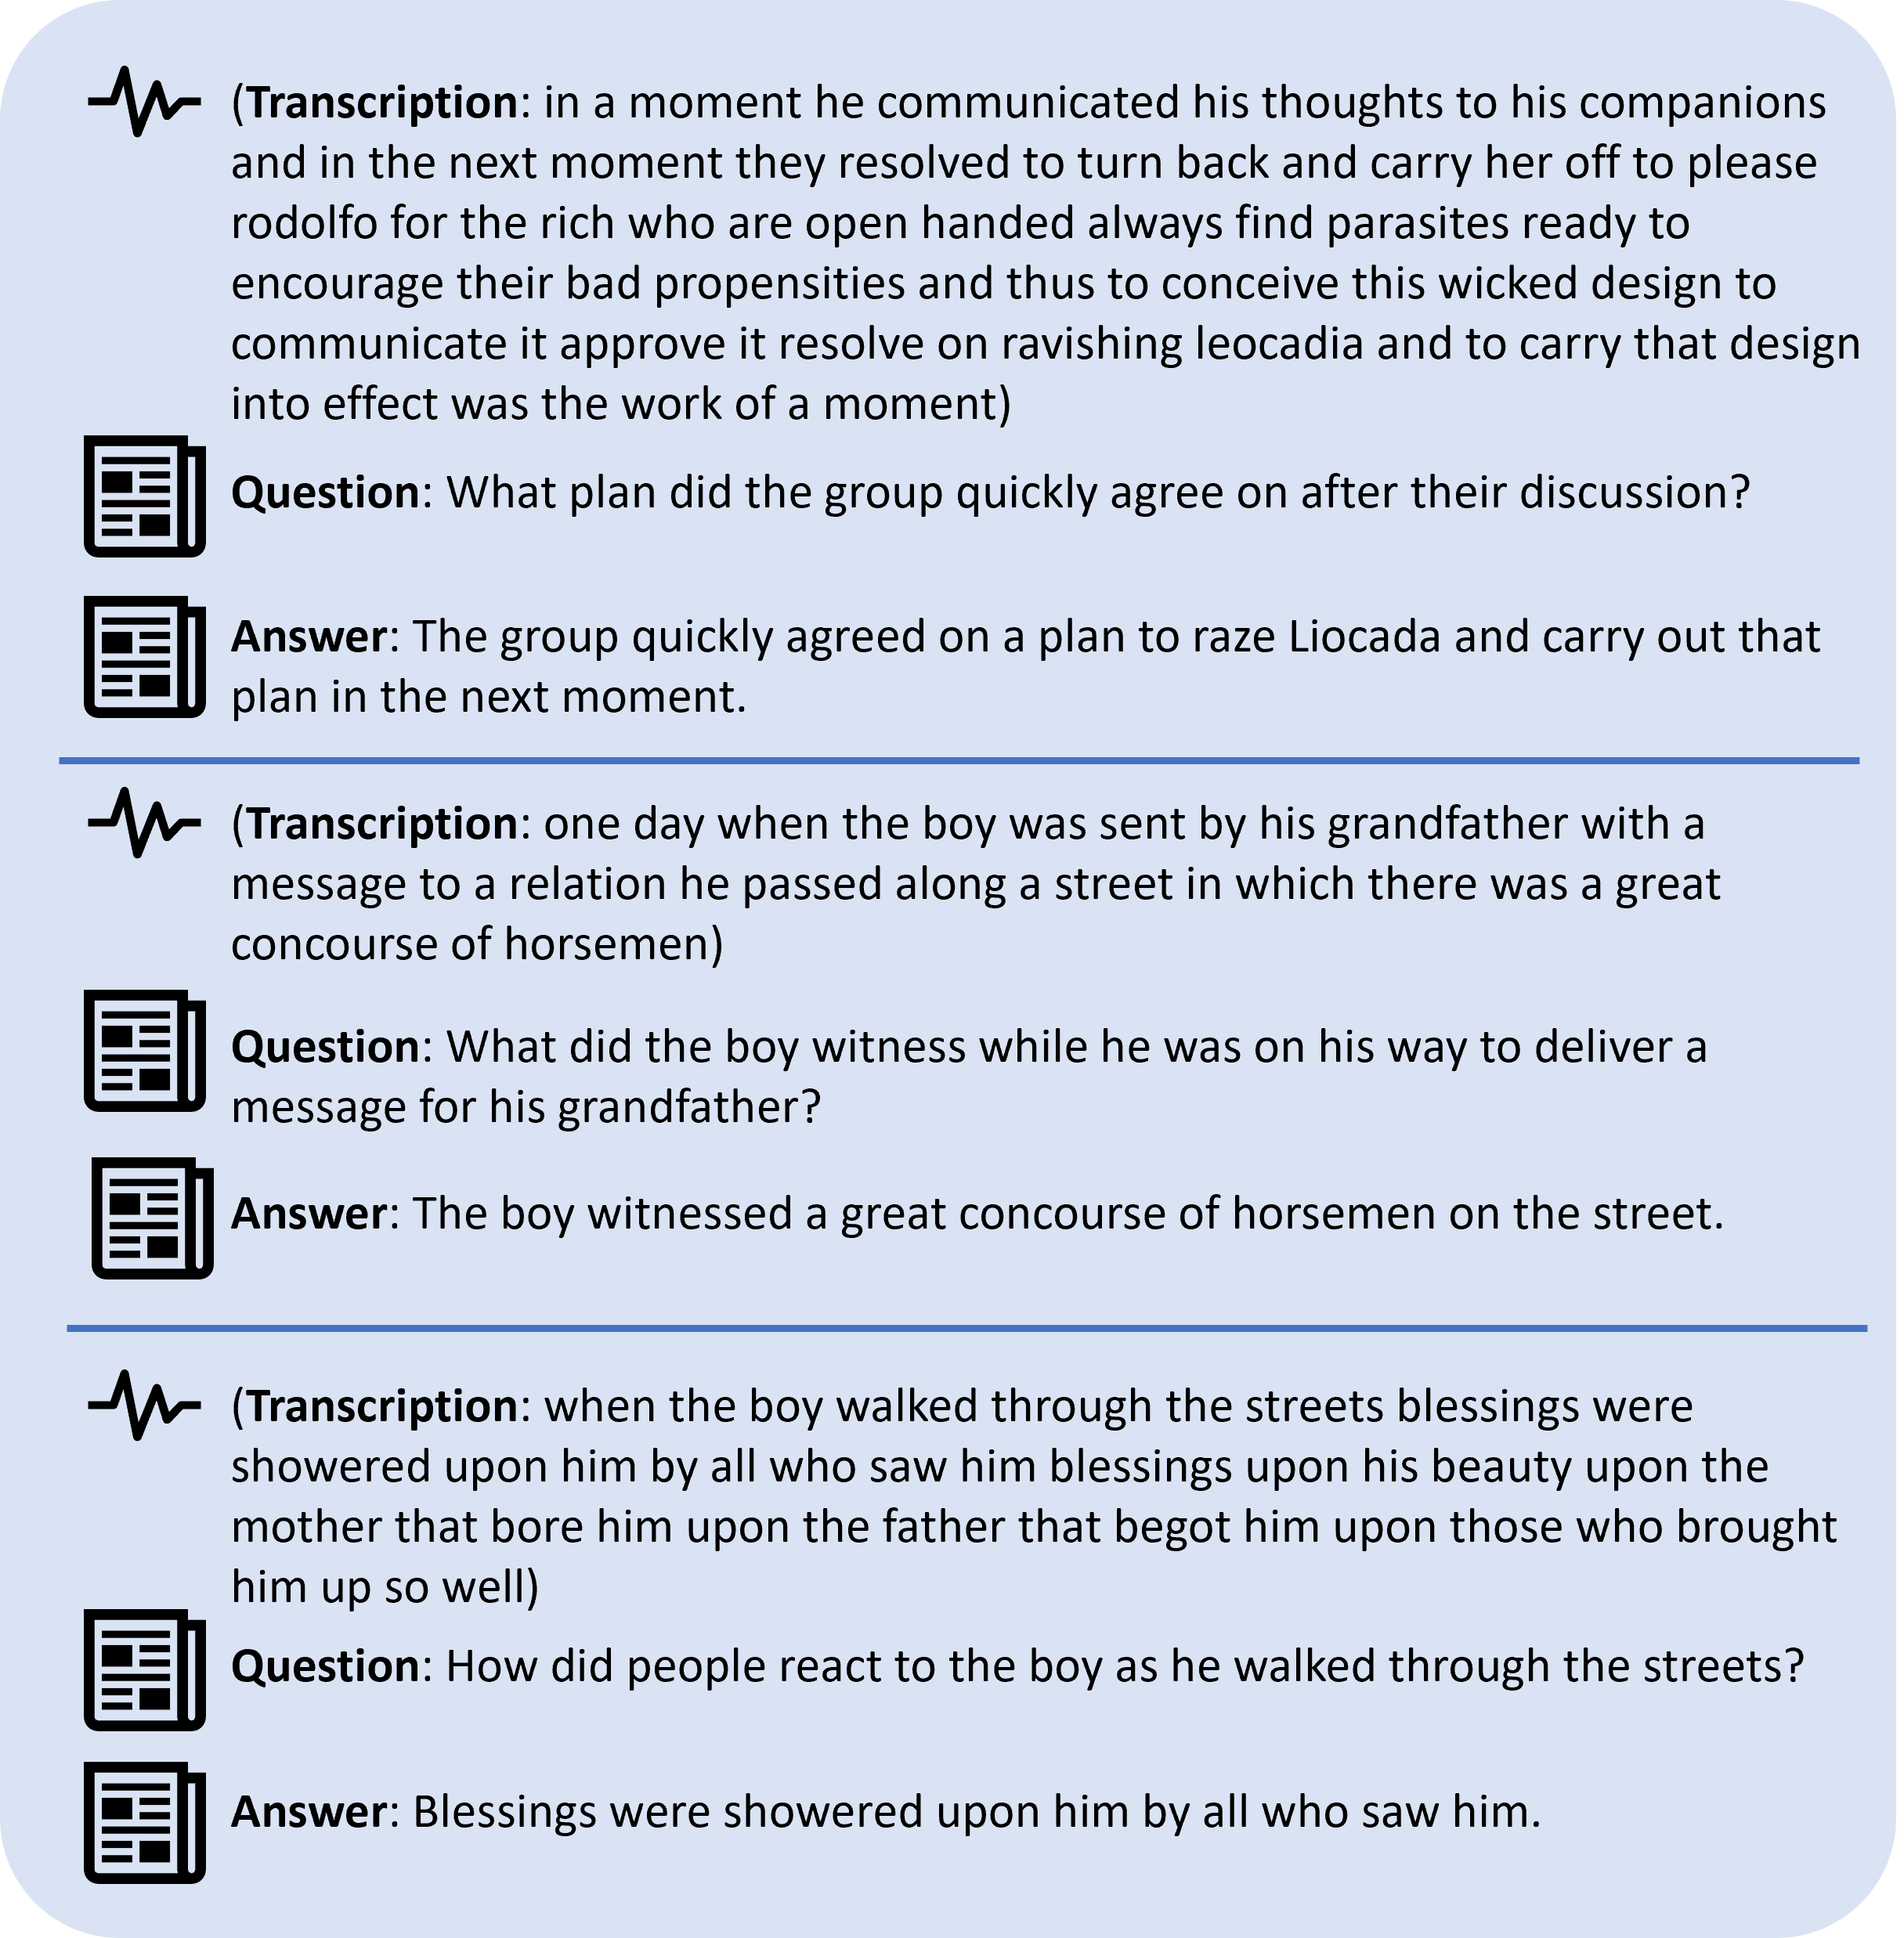 (Transcription: in a moment he communicated his thoughts to his companions
and in the next moment they resolved to turn back and carry her off to please
rodolfo for the rich who are open handed always find parasites ready to
encourage their bad propensities and thus to conceive this wicked design to
communicate it approve it resolve on ravishing leocadia and to carry that design
into effect was the work of a moment)
Question: What plan did the group quickly agree on after their discussion?
Answer: The group quickly agreed on a plan to raze Liocada and carry out that
plan in the next moment.
(Transcription: one day when the boy was sent by his grandfather with a
message to a relation he passed along a street in which there was a great
concourse of horsemen)
Question: What did the boy witness while he was on his way to deliver a
message for his grandfather?
Answer: The boy witnessed a great concourse of horsemen on the street.
(Transcription: when the boy walked through the streets blessings were
showered upon him by all who saw him blessings upon his beauty upon the
mother that bore him upon the father that begot him upon those who brought
him up so well)
Question: How did people react to the boy as he walked through the streets?
Answer: Blessings were showered upon him by all who saw him.